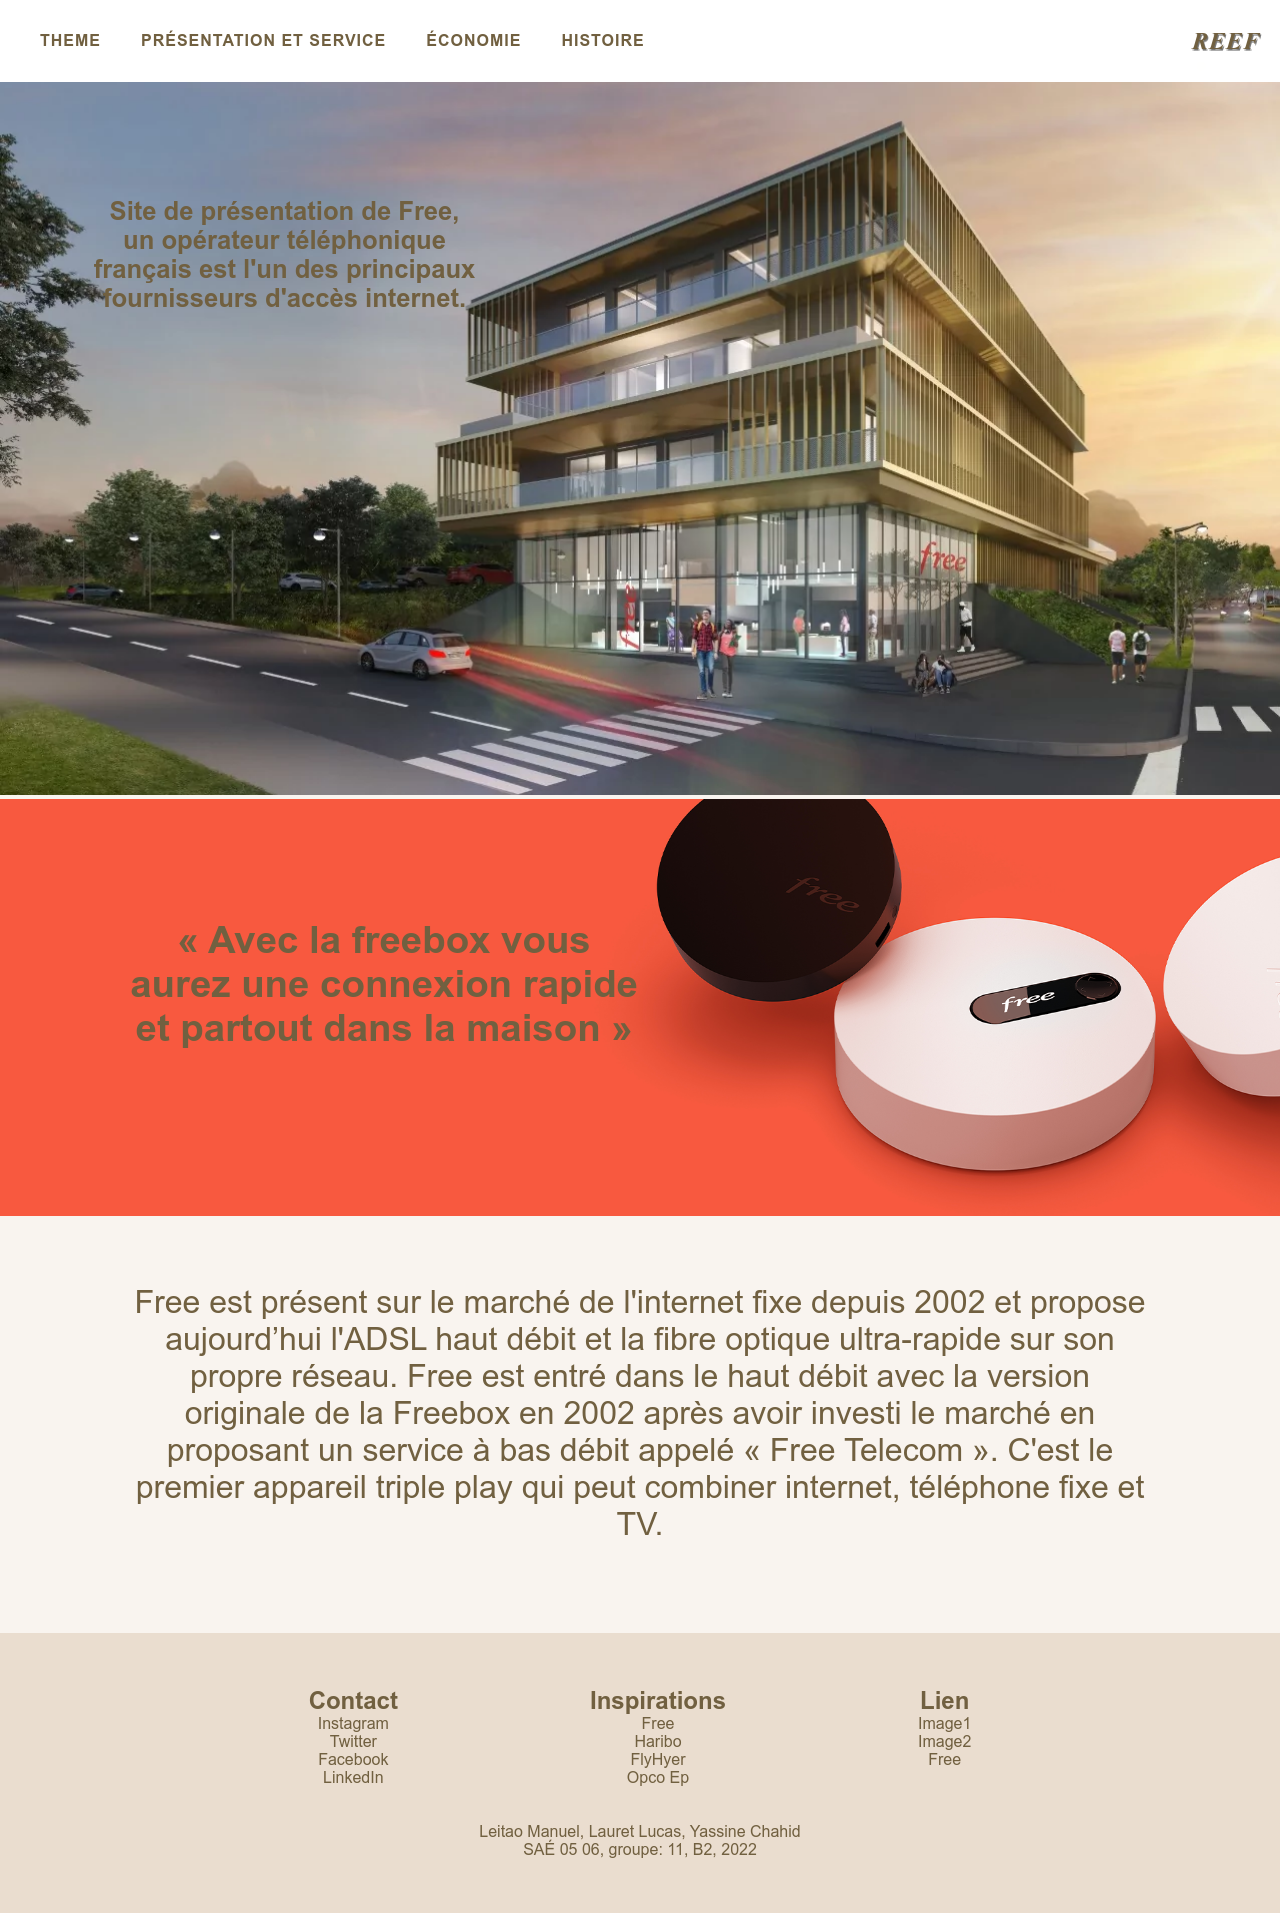 THEME PRÉSENTATION ET SERVICE ÉCONOMIE HISTOIRE REEF
Site de présentation de Free,
un opérateur téléphonique
français est l'un des principaux
fournisseurs d'accès internet.
free
free
free
« Avec la freebox vous
aurez une connexion rapide
et partout dans la maison »
free
Free est présent sur le marché de l'internet fixe depuis 2002 et propose
aujourd’hui l'ADSL haut débit et la fibre optique ultra-rapide sur son
propre réseau. Free est entré dans le haut débit avec la version
originale de la Freebox en 2002 après avoir investi le marché en
proposant un service à bas débit appelé « Free Telecom ». C'est le
premier appareil triple play qui peut combiner internet, téléphone fixe et
TV.
Contact
Instagram
Twitter
Facebook
LinkedIn
Inspirations
Free
Haribo
FlyHyer
Opco Ep
Lien
Image1
Image2
Free
Leitao Manuel, Lauret Lucas, Yassine Chahid
SAÉ 05 06, groupe: 11, B2, 2022